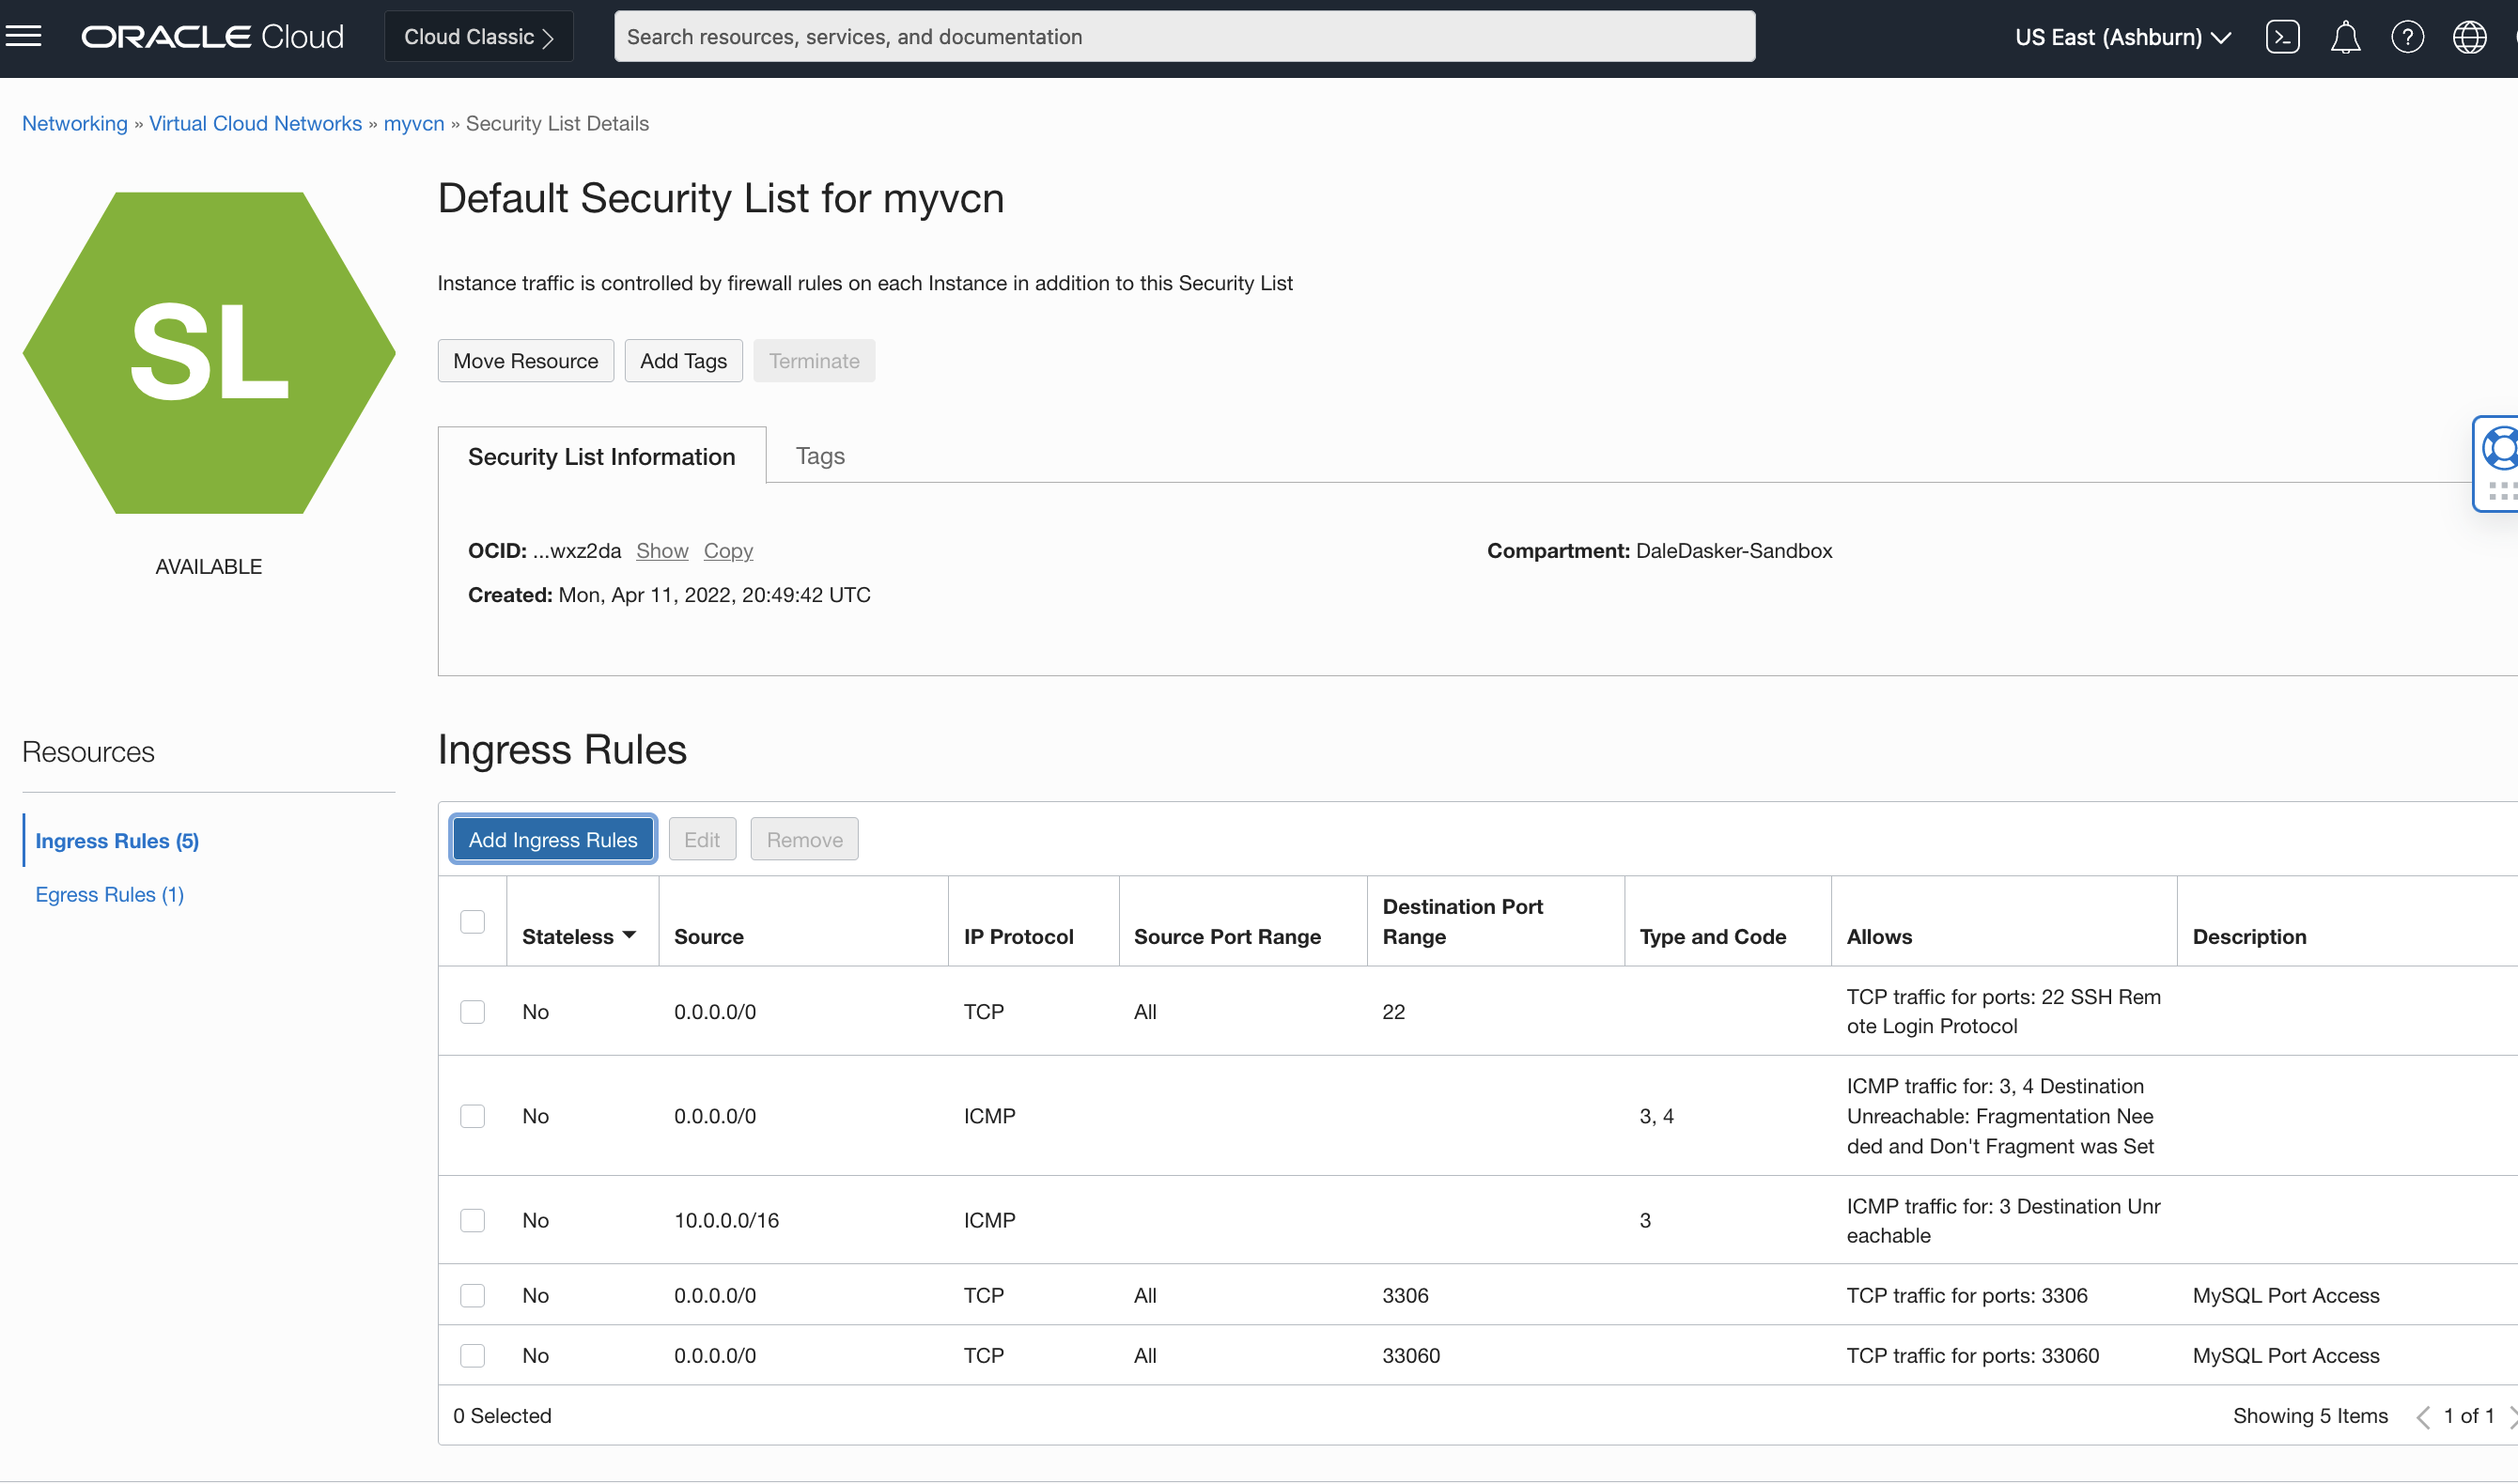 ORACLE Cloud
Cloud Classic
Search resources, services, and documentation
US East (Ashburn)
Networking » Virtual Cloud Networks » myvcn » Security List Details
SL
AVAILABLE
Default Security List for myvcn
Instance traffic is controlled by firewall rules on each Instance in addition to this Security List
Move Resource Add Tags Terminate
Security List Information Tags
OCID: ...wxz2da Show Copy
Compartment: DaleDasker-Sandbox
Created: Mon, Apr 11, 2022, 20:49:42 UTC
Resources
Ingress Rules (5)
Egress Rules (1)
Ingress Rules
Add Ingress Rules Edit Remove
Stateless Source IP Protocol Source Port Range Destination Port Range Type and Code Allows Description
No 0.0.0.0/0 TCP All 22 TCP traffic for ports: 22 SSH Rem
ote Login Protocol
No 0.0.0.0/0 ICMP 3, 4 ICMP traffic for: 3, 4 Destination
Unreachable: Fragmentation Nee
ded and Don't Fragment was Set
No 10.0.0.0/16 ICMP 3 ICMP traffic for: 3 Destination Unr
eachable
No 0.0.0.0/0 TCP All 3306 TCP traffic for ports: 3306 MySQL Port Access
No 0.0.0.0/0 TCP All 33060 TCP traffic for ports: 33060 MySQL Port Access
0 Selected
Showing 5 Items 1 of 1